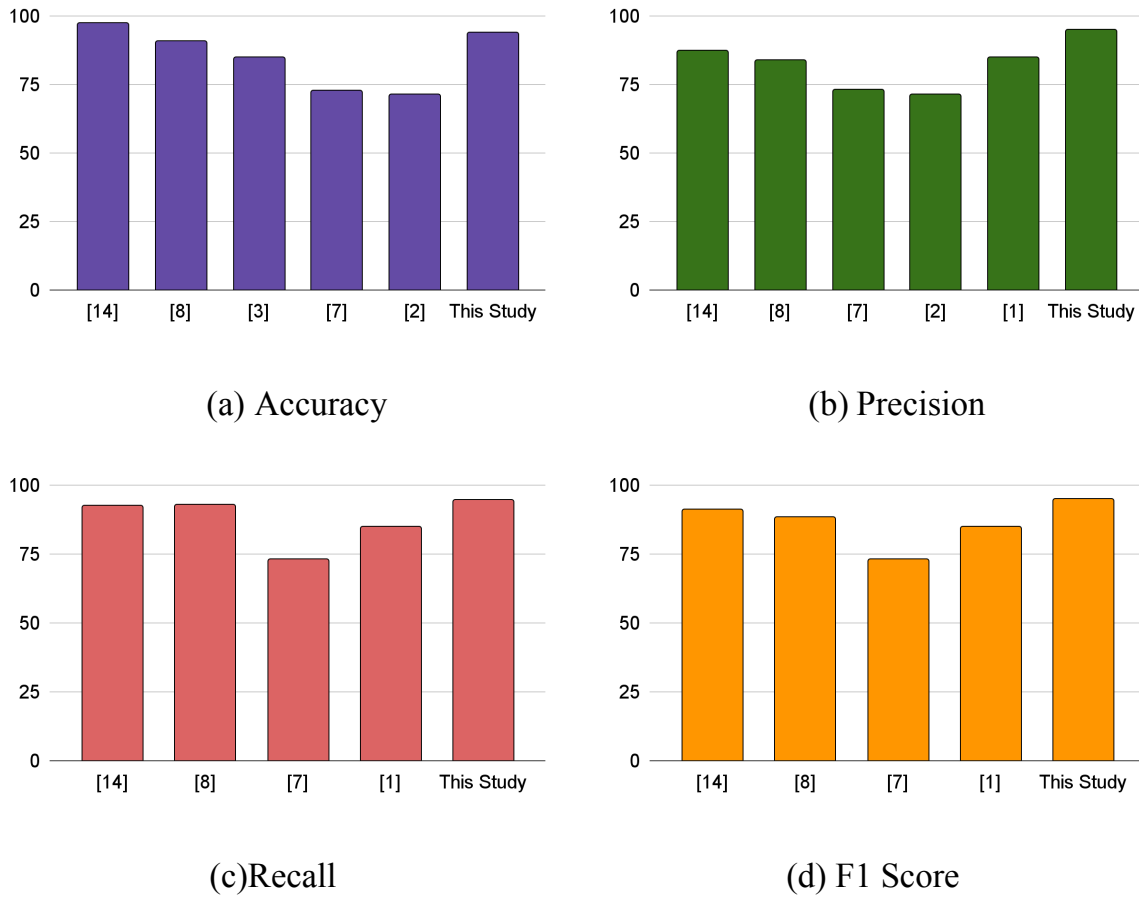 100
75
50
25
0
[14] [8] [3] [7] [2] This Study
(a) Accuracy
100
75
50
25
0
[14] [8] [7] [2] [1] This Study
(b) Precision
100
75
50
25
0
[14] [8] [7] [1] This Study
(c)Recall
100
75
50
25
0
[14] [8] [7] [1] This Study
(d) F1 Score